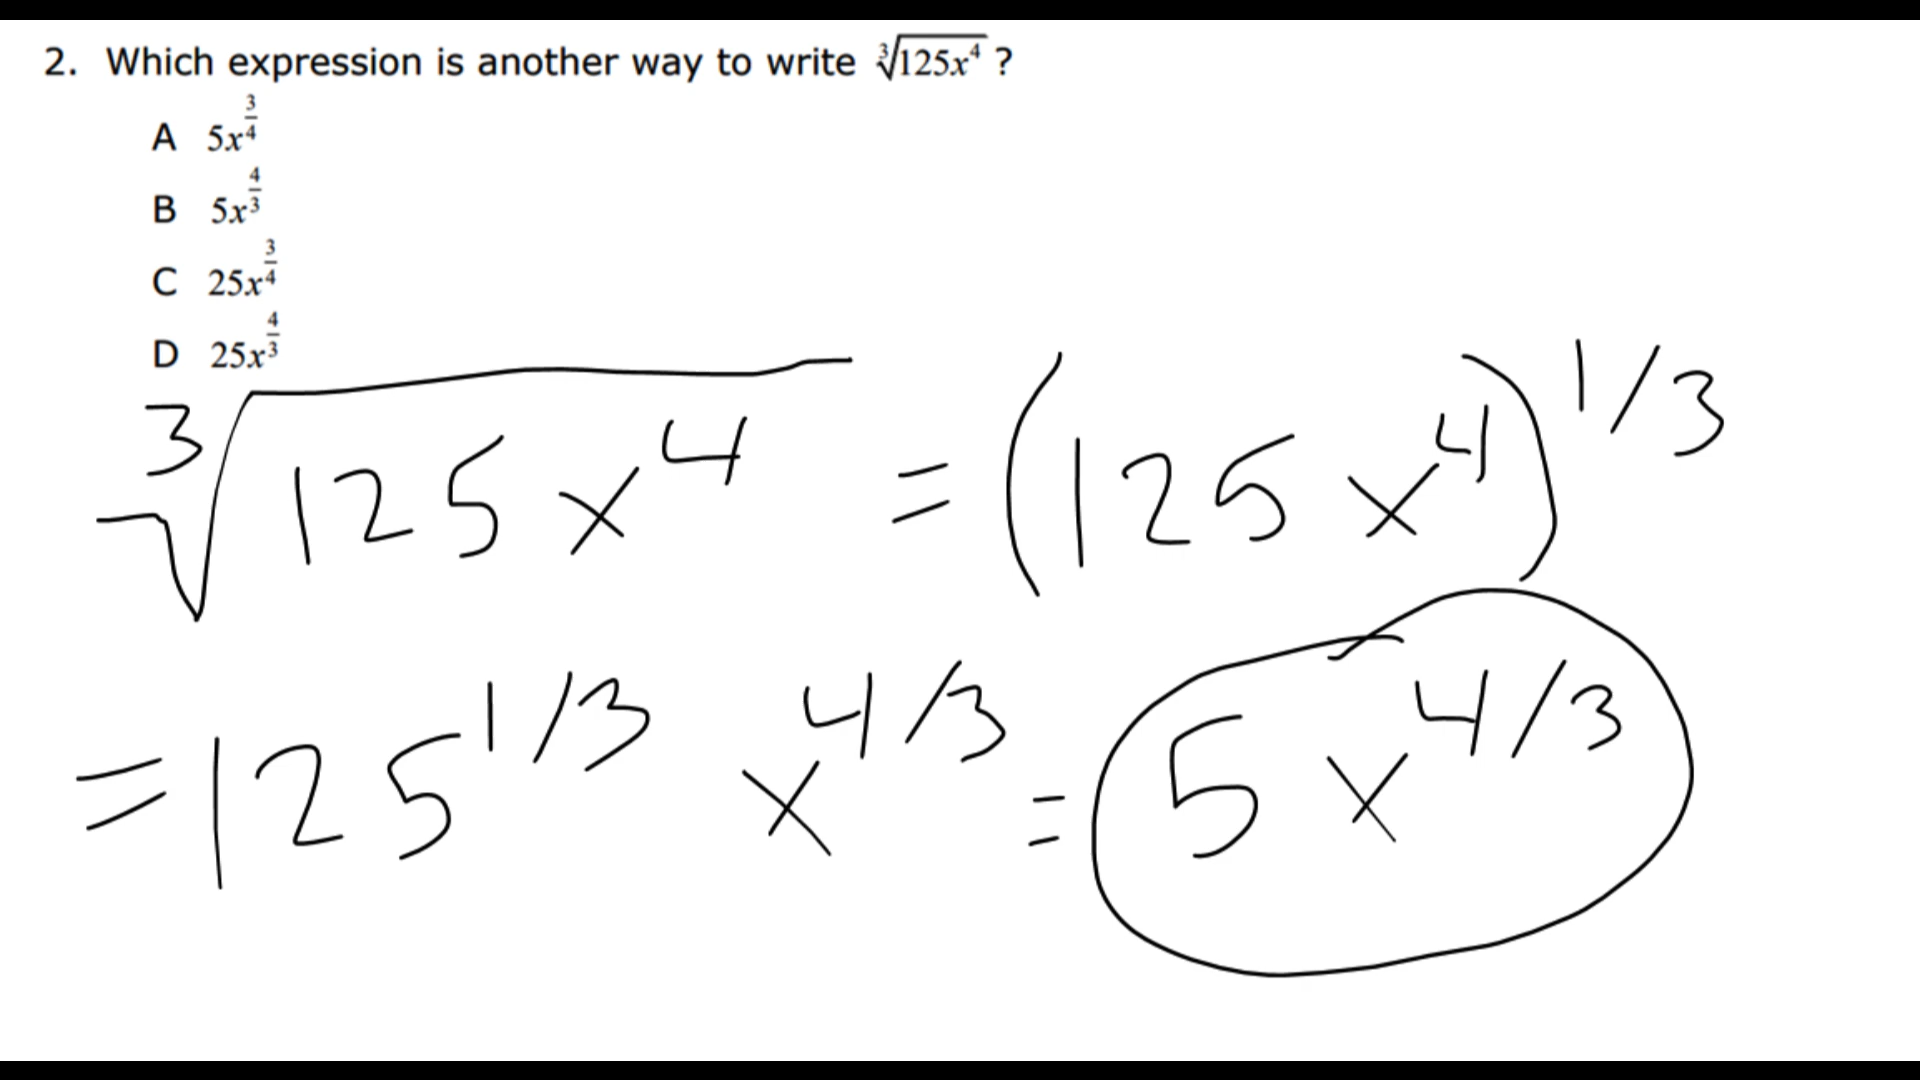 2. Which expression is another way to write ∛(125x⁴) ?
A 5x^(3/4)
B 5x^(4/3)
C 25x^(3/4)
D 25x^(4/3)
∛(125x⁴) = (125x⁴)^1/3
= 125^1/3 x^4/3 = 5x^4/3